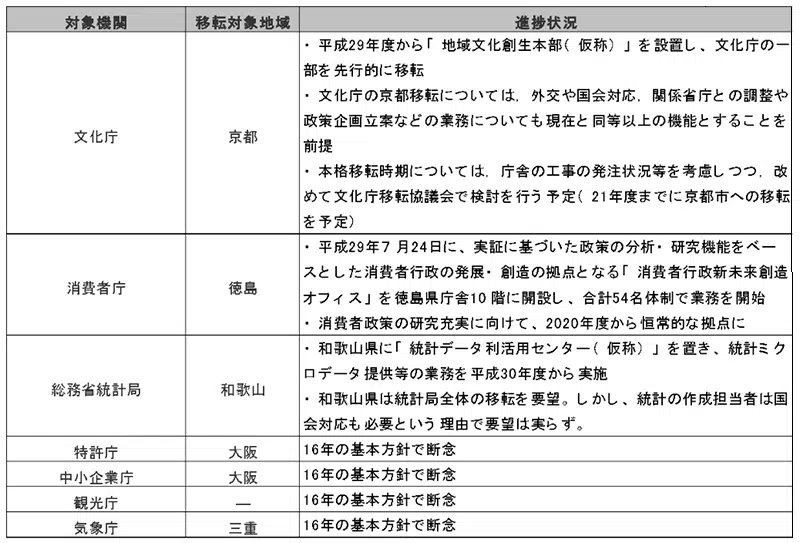 対象機関 移転対象地域 進捗状況
文化庁 京都
・平成29年度から「地域文化創生本部(仮称)」を設置し、文化庁の一
部を先行的に移転
・文化庁の京都移転については，外交や国会対応，関係省庁との調整や
政策企画立案などの業務についても現在と同等以上の機能とすることを
前提
・本格移転時期については，庁舎の工事の発注状況等を考慮しつつ，改
めて文化庁移転協議会で検討を行う予定(21年度までに京都市への移転
を予定)
消費者庁 徳島
・平成29年７月24日に、実証に基づいた政策の分析・研究機能をベー
スとした消費者行政の発展・創造の拠点となる「消費者行政新未来創造
オフィス」を徳島県庁舎10階に開設し、合計54名体制で業務を開始
・消費者政策の研究充実に向けて、2020年度から恒常的な拠点に
総務省統計局 和歌山
・和歌山県に「統計データ利活用センター(仮称)」を置き、統計ミク
ロデータ提供等の業務を平成30年度から実施
・和歌山県は統計局全体の移転を要望。しかし、統計の作成担当者は国
会対応も必要という理由で要望は実らず。
特許庁 大阪 16年の基本方針で断念
中小企業庁 大阪 16年の基本方針で断念
観光庁 ― 16年の基本方針で断念
気象庁 三重 16年の基本方針で断念